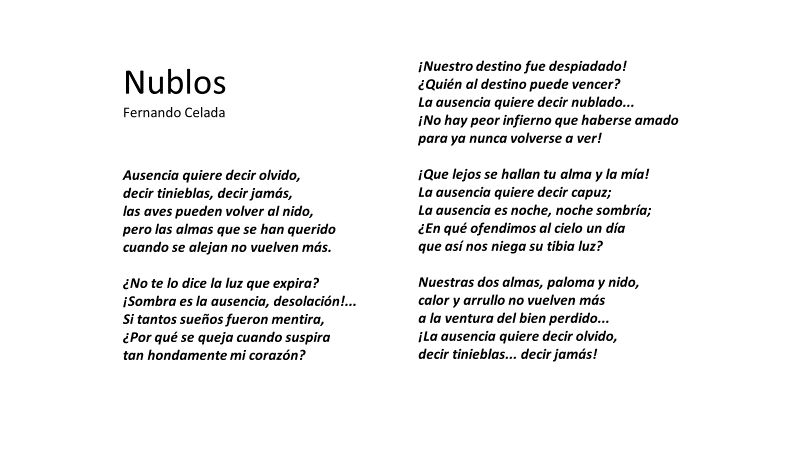 Nublos
Fernando Celada
Ausencia quiere decir olvido,
decir tinieblas, decir jamás,
las aves pueden volver al nido,
pero las almas que se han querido
cuando se alejan no vuelven más.
¿No te lo dice la luz que expira?
¡Sombra es la ausencia, desolación!...
Si tantos sueños fueron mentira,
¿Por qué se queja cuando suspira
tan hondamente mi corazón?
¡Nuestro destino fue despiadado!
¿Quién al destino puede vencer?
La ausencia quiere decir nublado...
¡No hay peor infierno que haberse amado
para ya nunca volverse a ver!
¡Que lejos se hallan tu alma y la mía!
La ausencia quiere decir capuz;
La ausencia es noche, noche sombría;
¿En qué ofendimos al cielo un día
que así nos niega su tibia luz?
Nuestras dos almas, paloma y nido,
calor y arrullo no vuelven más
a la ventura del bien perdido...
¡La ausencia quiere decir olvido,
decir tinieblas... decir jamás!